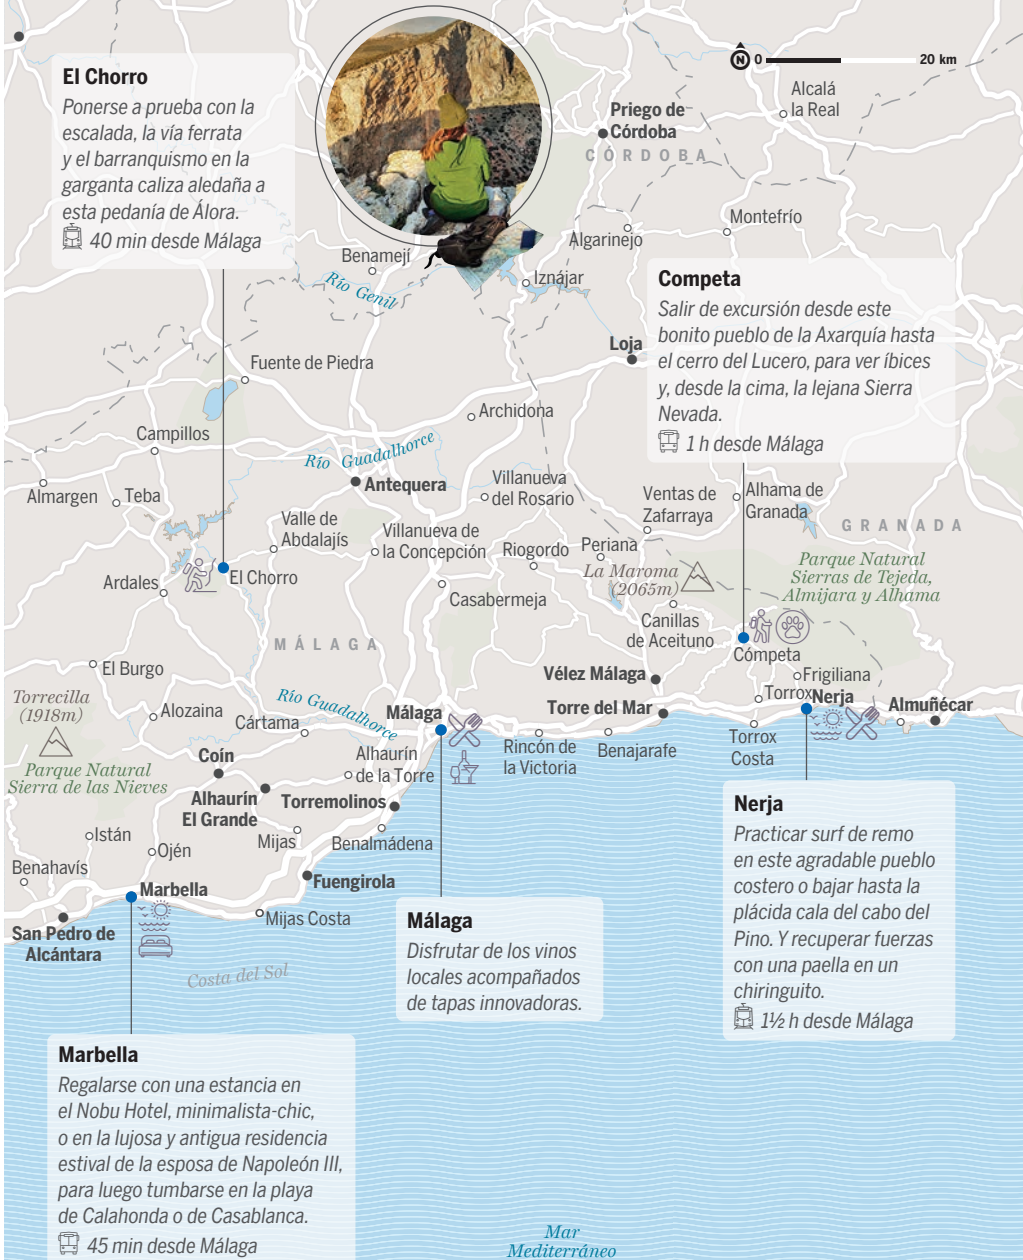 El Chorro
Ponerse a prueba con la
escalada, la vía ferrata
y el barranquismo en la
garganta caliza aledaña a
esta pedanía de Álora.
40 min desde Málaga
N 0 20 km
Alcalá
la Real
Priego de
Córdoba
CÓRDOBA
Montefrío
Algarinejo
Benamejí
Río Genil
Iznájar
Competa
Salir de excursión desde este
bonito pueblo de la Axarquía hasta
el cerro del Lucero, para ver íbices
y, desde la cima, la lejana Sierra
Nevada.
1 h desde Málaga
Loja
Fuente de Piedra
Archidona
Campillos
Río Guadalhorce
Antequera
Almargen
Teba
Villanueva
del Rosario
Ventas de
Zafarraya
Alhama de
Granada
GRANADA
Valle de
Abdalajís
Villanueva de
la Concepción
Riogordo
Periana
La Maroma
(2065m)
Parque Natural
Sierras de Tejeda,
Almijara y Alhama
Ardales
El Chorro
Casabermeja
Canillas
de Aceituno
MÁLAGA
Cómpeta
El Burgo
Vélez Málaga
Frigiliana
Torrox
Nerja
Almuñécar
Torrecilla
(1918m)
Alozaina
Río Guadalhorce
Cártama
Málaga
Torre del Mar
Rincón de
la Victoria
Benajarafe
Torrox
Costa
Parque Natural
Sierra de las Nieves
Coín
Alhaurín
de la Torre
Alhaurín
El Grande
Torremolinos
Istán
Ojén
Mijas
Benalmádena
Benahavís
Marbella
Fuengirola
Mijas Costa
San Pedro de
Alcántara
Costa del Sol
Málaga
Disfrutar de los vinos
locales acompañados
de tapas innovadoras.
Nerja
Practicar surf de remo
en este agradable pueblo
costero o bajar hasta la
plácida cala del cabo del
Pino. Y recuperar fuerzas
con una paella en un
chiringuito.
1½ h desde Málaga
Marbella
Regalarse con una estancia en
el Nobu Hotel, minimalista-chic,
o en la lujosa y antigua residencia
estival de la esposa de Napoleón III,
para luego tumbarse en la playa
de Calahonda o de Casablanca.
45 min desde Málaga
Mar
Mediterráneo